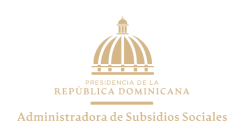 PRESIDENCIA DE LA
REPÚBLICA DOMINICANA
Administradora de Subsidios Sociales